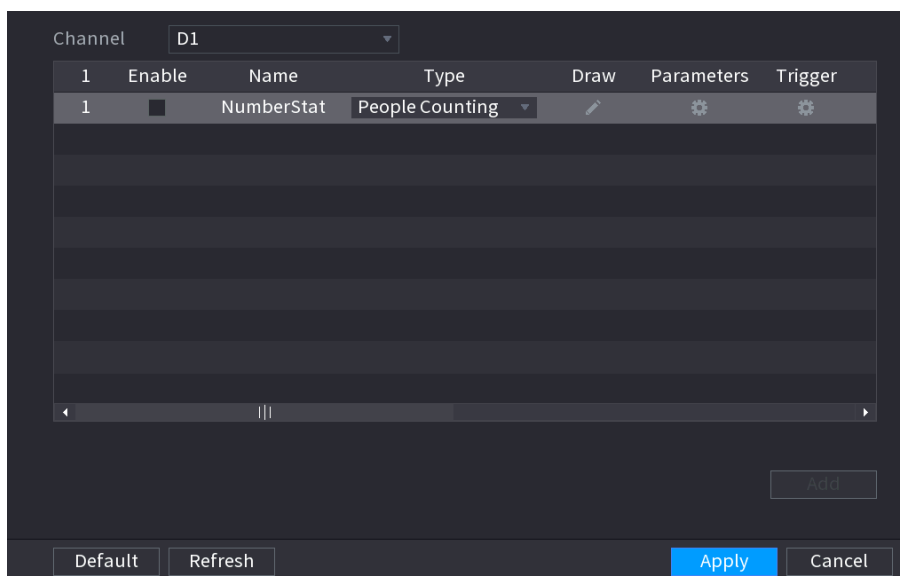 Channel D1
1 Enable Name Type Draw Parameters Trigger
1 NumberStat People Counting
Add
Default Refresh Apply Cancel